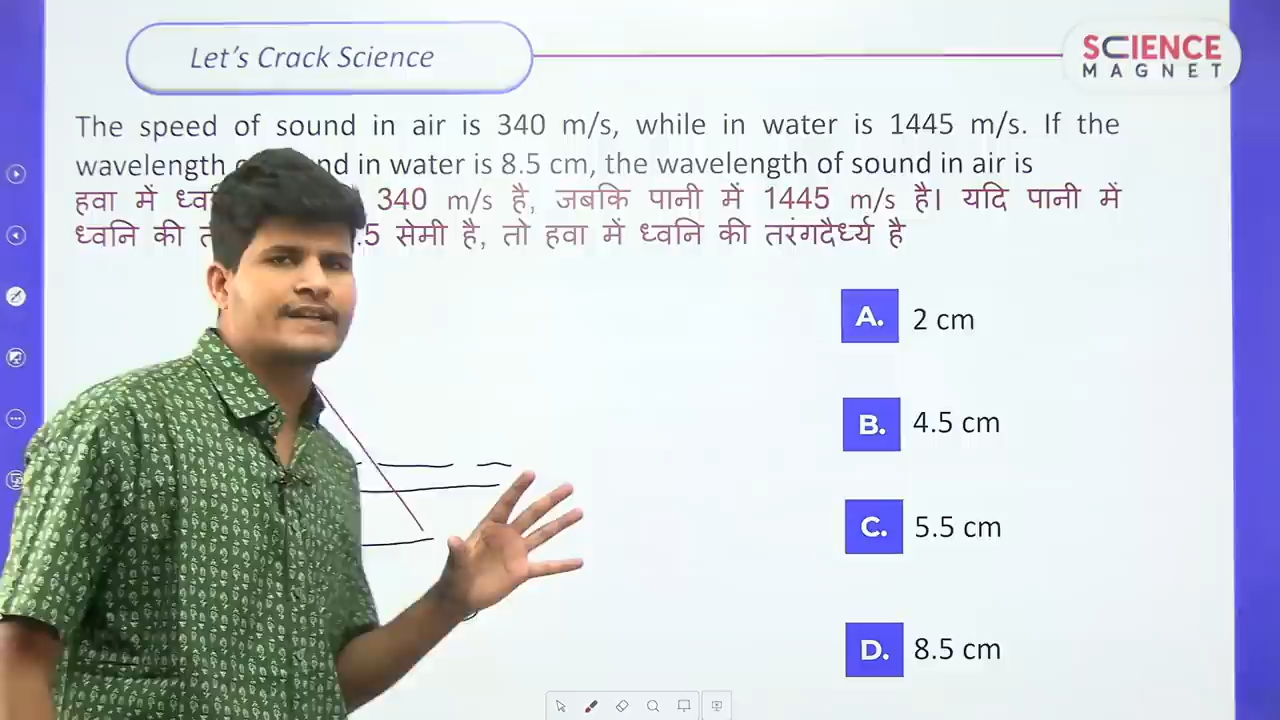 Let's Crack Science
SCIENCE
MAGNET
The speed of sound in air is 340 m/s, while in water is 1445 m/s. If the
wavelength in water is 8.5 cm, the wavelength of sound in air is
हवा में 340 m/s है, जबकि पानी में 1445 m/s है। यदि पानी में
ध्वनि की .5 सेमी है, तो हवा में ध्वनि की तरंगदैर्ध्य है
A. 2 cm
B. 4.5 cm
C. 5.5 cm
D. 8.5 cm